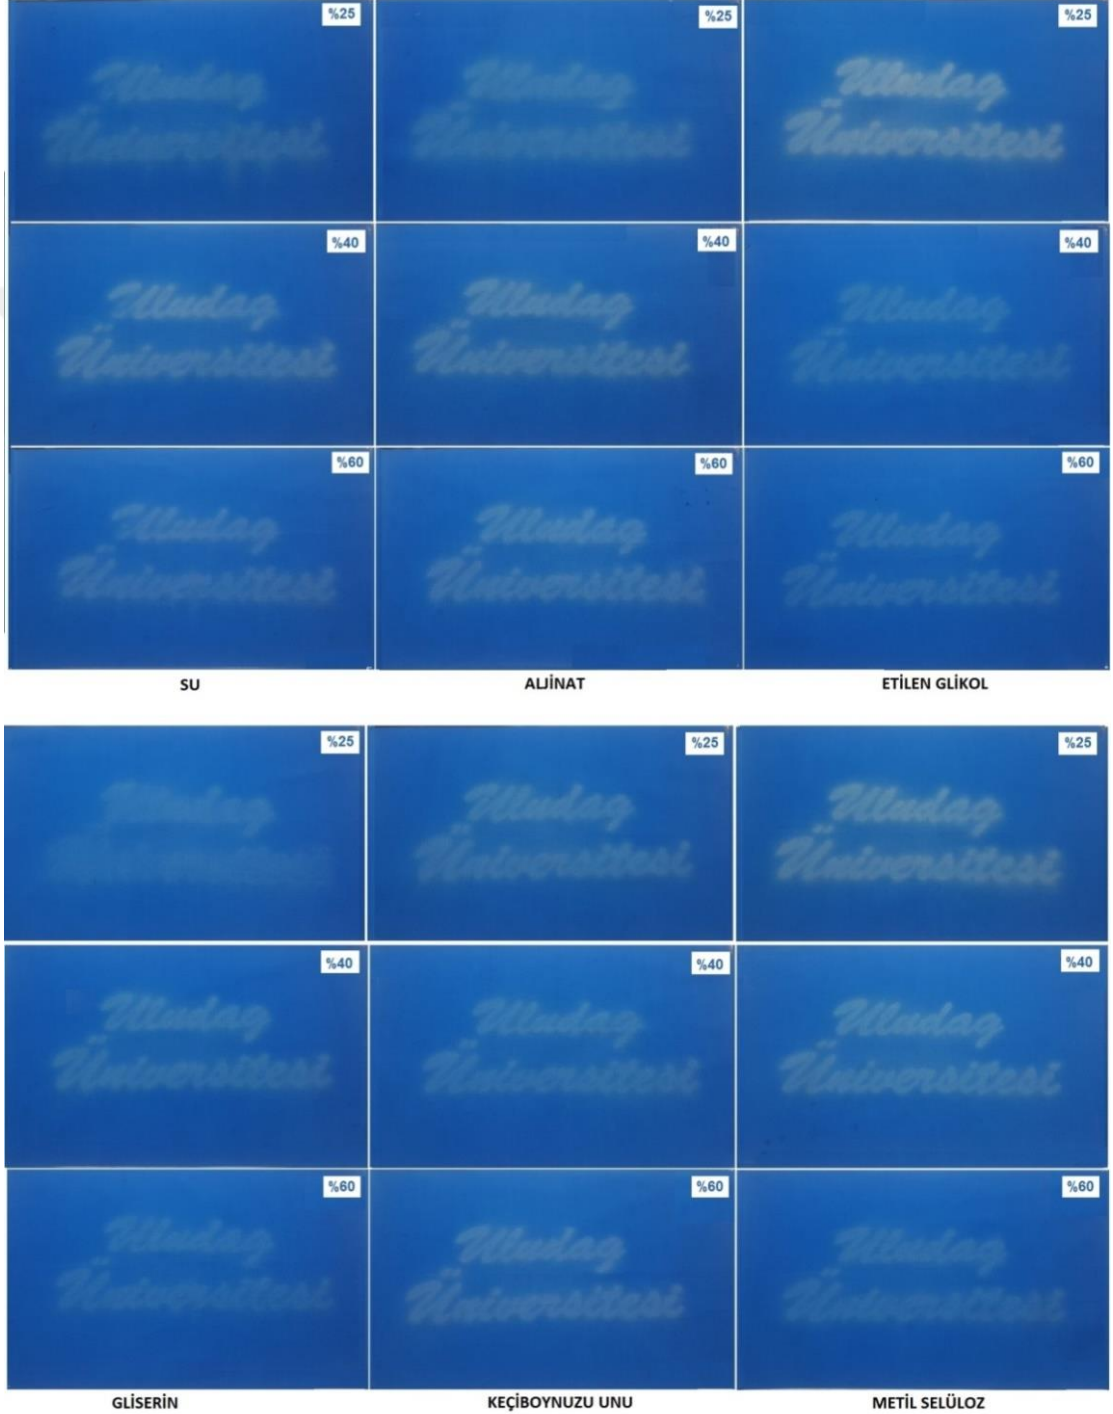 %25 %25 %25
Uludag Uludag Uludag
Üniversitesi Üniversitesi Üniversitesi
%40 %40 %40
Uludag Uludag Uludag
Üniversitesi Üniversitesi Üniversitesi
%60 %60 %60
Uludag Uludag Uludag
Üniversitesi Üniversitesi Üniversitesi
SU ALJİNAT ETİLEN GLİKOL
%25 %25 %25
Uludag Uludag Uludag
Üniversitesi Üniversitesi Üniversitesi
%40 %40 %40
Uludag Uludag Uludag
Üniversitesi Üniversitesi Üniversitesi
%60 %60 %60
Uludag Uludag Uludag
Üniversitesi Üniversitesi Üniversitesi
GLİSERİN KEÇİBOYNUZU UNU METİL SELÜLOZ